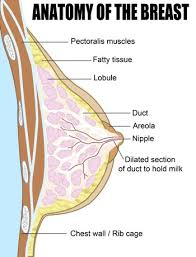 ANATOMY OF THE BREAST
Pectoralis muscles
Fatty tissue
Lobule
Duct
Areola
Nipple
Dilated section
of duct to hold milk
Chest wall / Rib cage